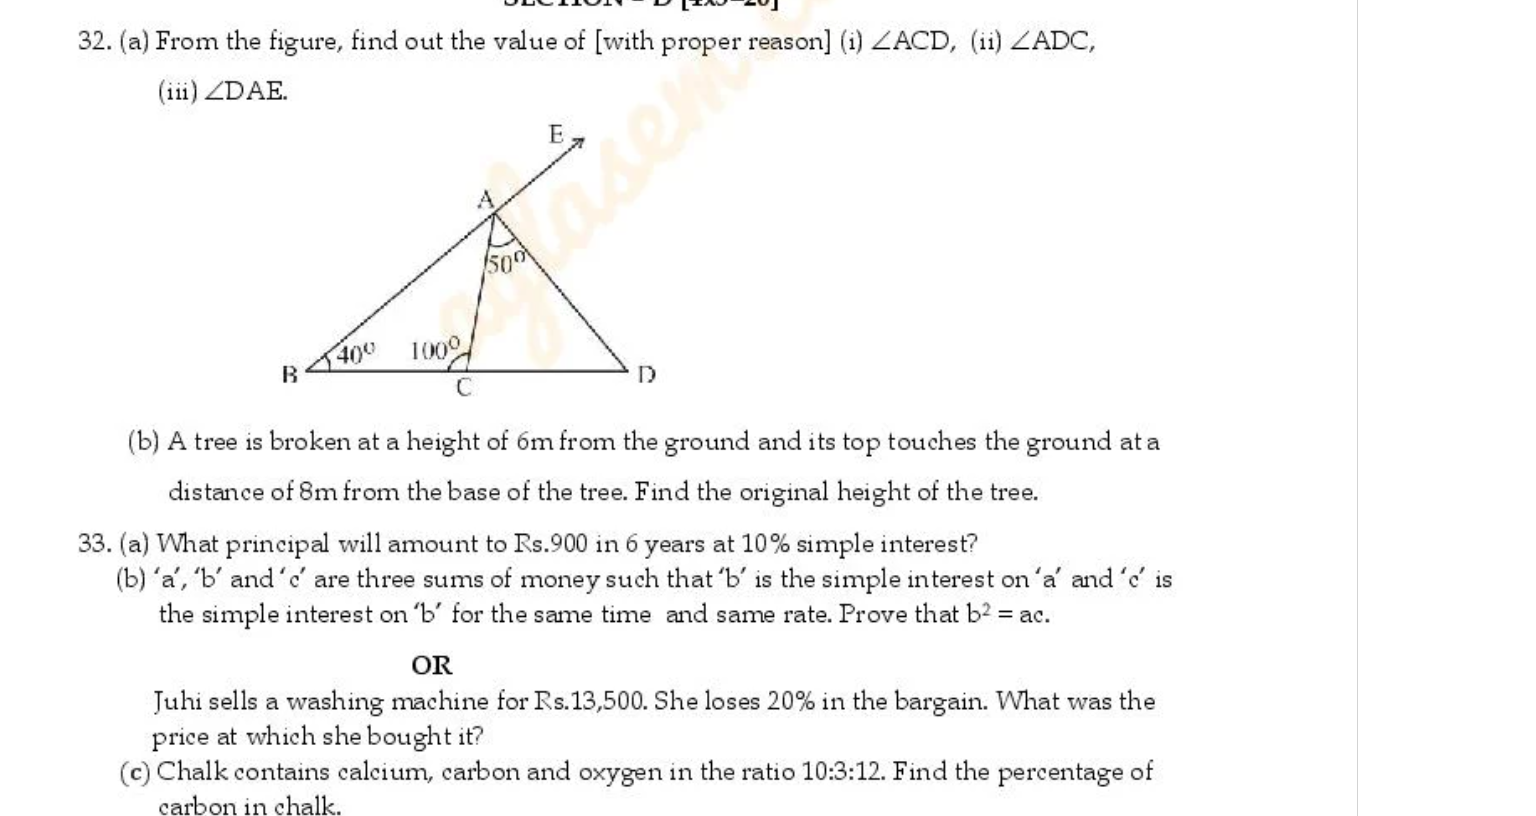 SECTION – D [4x5=20]
32. (a) From the figure, find out the value of [with proper reason] (i) ∠ACD, (ii) ∠ADC,
(iii) ∠DAE.
E
A
50⁰
40⁰ 100⁰
B C D
(b) A tree is broken at a height of 6m from the ground and its top touches the ground at a
distance of 8m from the base of the tree. Find the original height of the tree.
33. (a) What principal will amount to Rs.900 in 6 years at 10% simple interest?
(b) ‘a’, ‘b’ and ‘c’ are three sums of money such that ‘b’ is the simple interest on ‘a’ and ‘c’ is
the simple interest on ‘b’ for the same time and same rate. Prove that b² = ac.
OR
Juhi sells a washing machine for Rs.13,500. She loses 20% in the bargain. What was the
price at which she bought it?
(c) Chalk contains calcium, carbon and oxygen in the ratio 10:3:12. Find the percentage of
carbon in chalk.